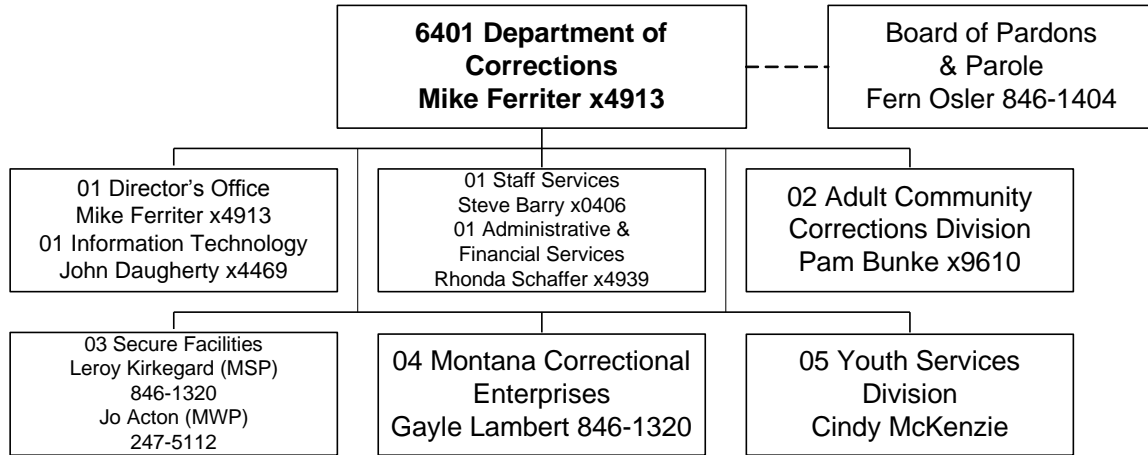 6401 Department of
Corrections
Mike Ferriter x4913
Board of Pardons
& Parole
Fern Osler 846-1404
01 Director's Office
Mike Ferriter x4913
01 Information Technology
John Daugherty x4469
01 Staff Services
Steve Barry x0406
01 Administrative &
Financial Services
Rhonda Schaffer x4939
02 Adult Community
Corrections Division
Pam Bunke x9610
03 Secure Facilities
Leroy Kirkegard (MSP)
846-1320
Jo Acton (MWP)
247-5112
04 Montana Correctional
Enterprises
Gayle Lambert 846-1320
05 Youth Services
Division
Cindy McKenzie